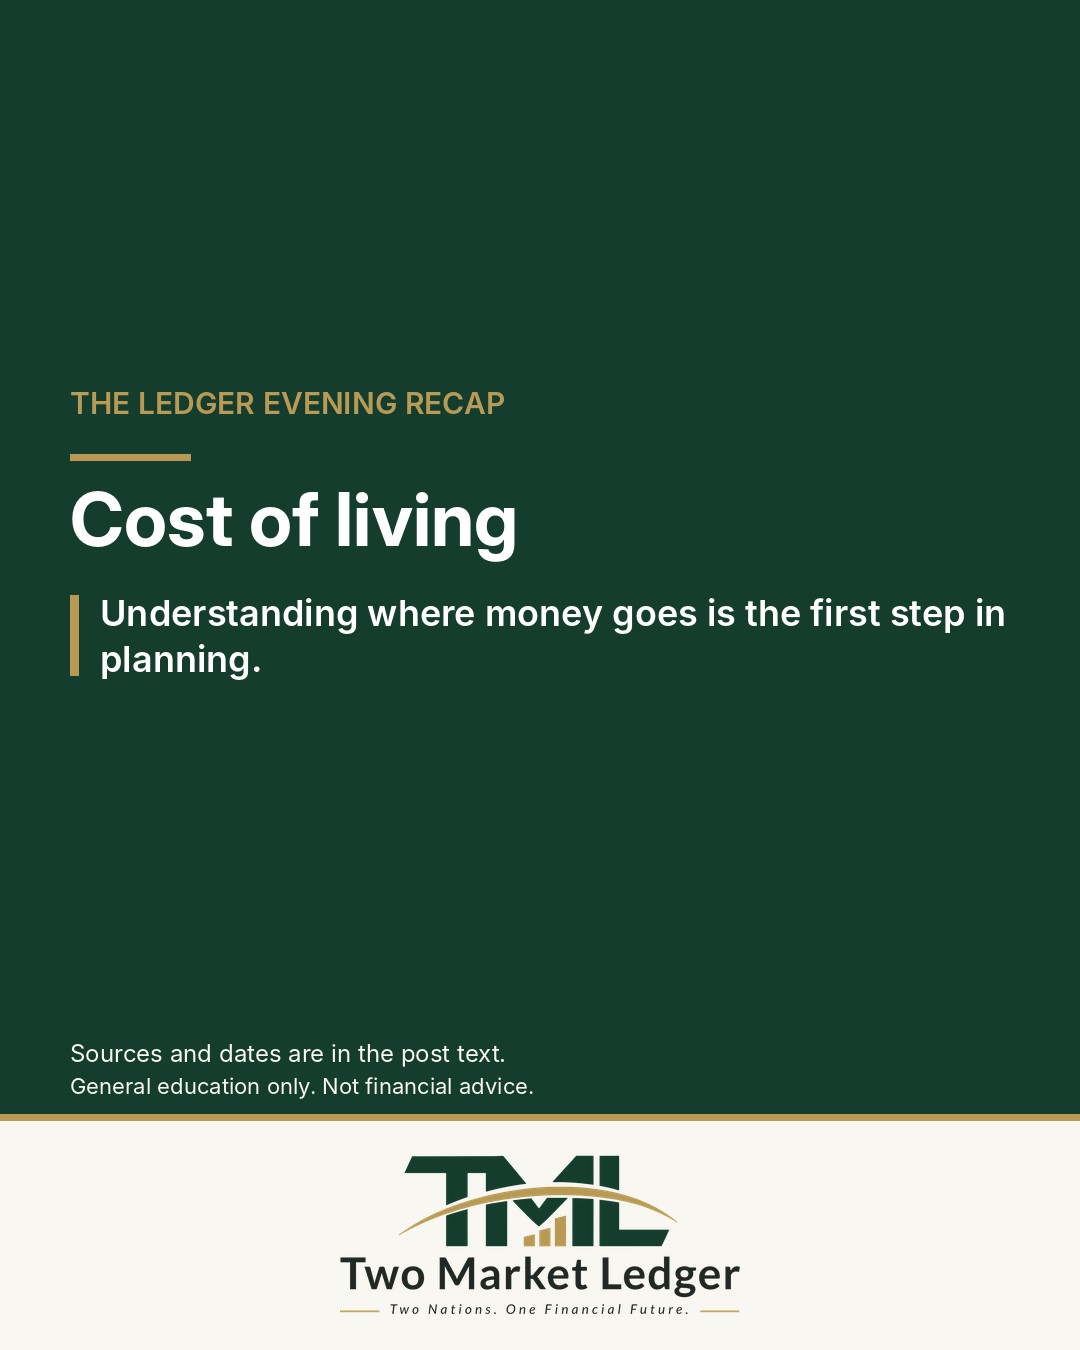 THE LEDGER EVENING RECAP
Cost of living
Understanding where money goes is the first step in
planning.
Sources and dates are in the post text.
General education only. Not financial advice.
TML
Two Market Ledger
Two Nations. One Financial Future.